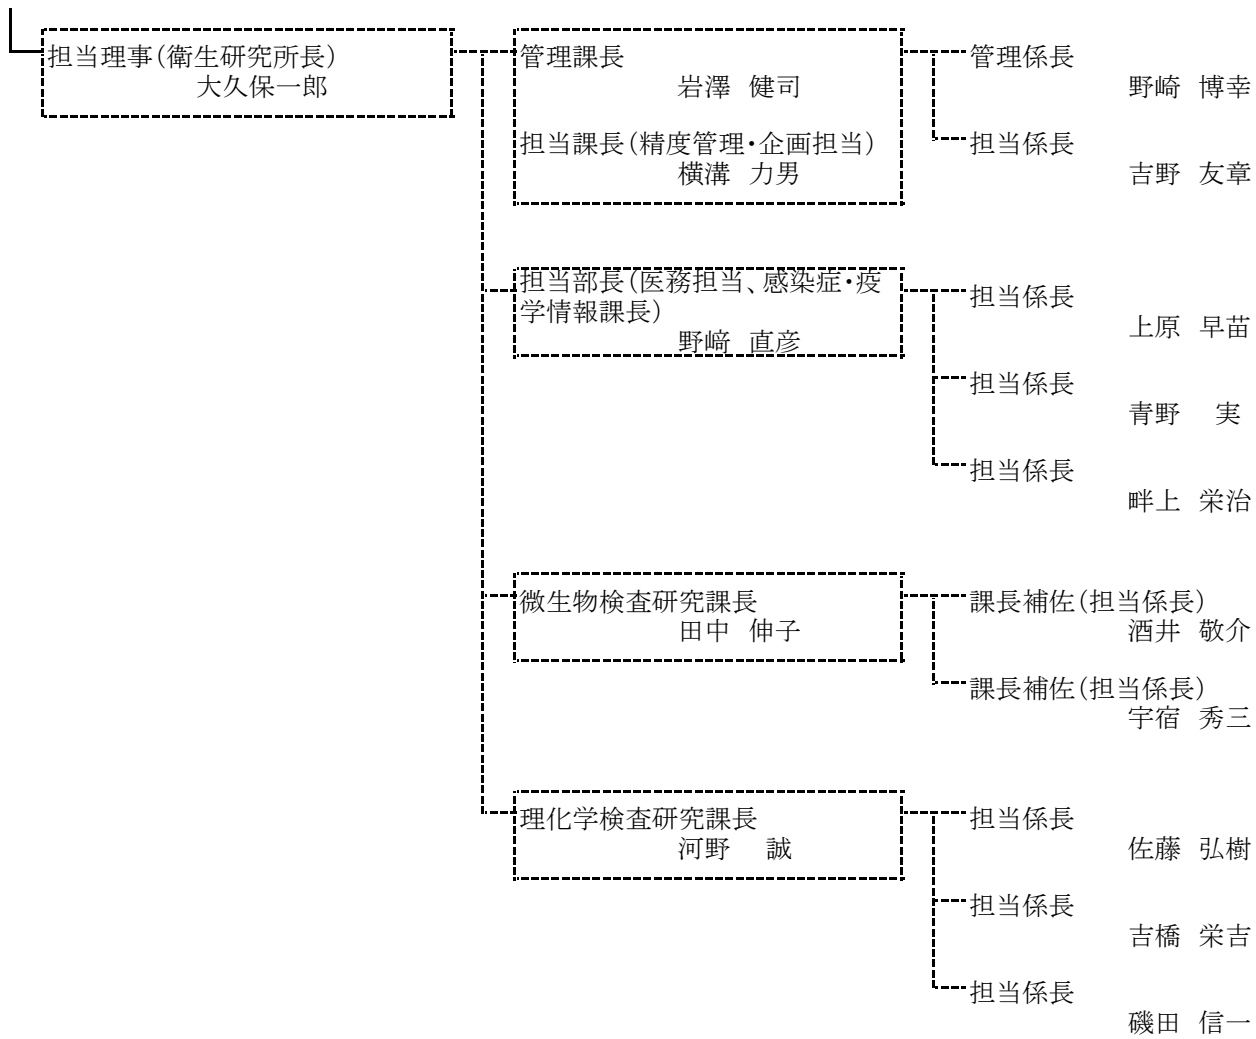 担当理事(衛生研究所長)
大久保一郎
管理課長
岩澤 健司
担当課長(精度管理・企画担当)
横溝 力男
管理係長
野崎 博幸
担当係長
吉野 友章
担当部長(医務担当、感染症・疫
学情報課長)
野﨑 直彦
担当係長
上原 早苗
担当係長
青野 実
担当係長
畔上 栄治
微生物検査研究課長
田中 伸子
課長補佐(担当係長)
酒井 敬介
課長補佐(担当係長)
宇宿 秀三
理化学検査研究課長
河野 誠
担当係長
佐藤 弘樹
担当係長
吉橋 栄吉
担当係長
磯田 信一